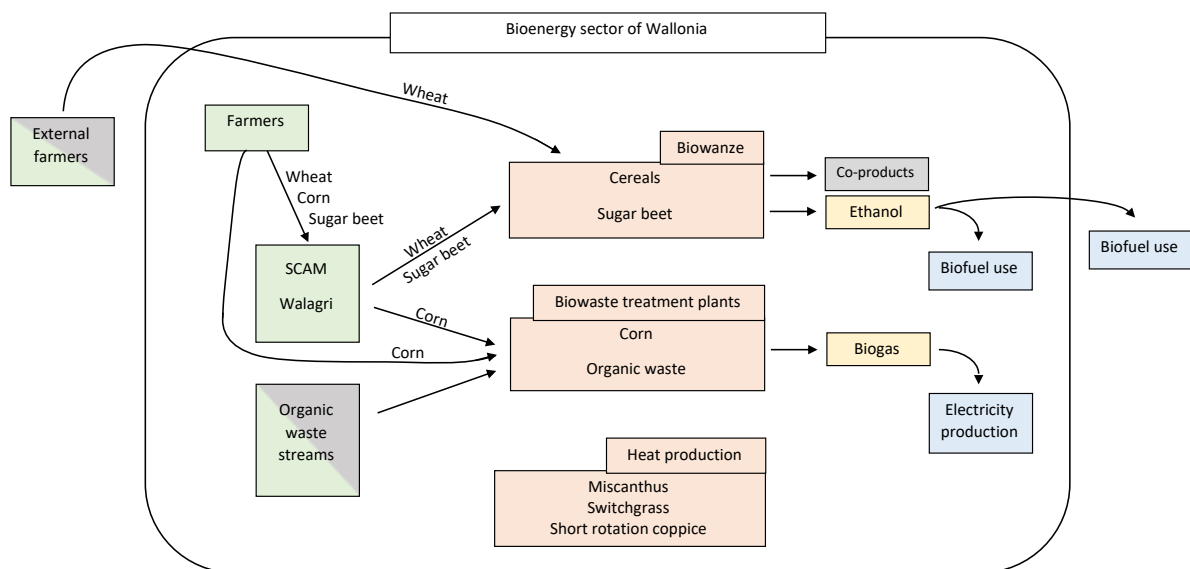 Bioenergy sector of Wallonia
Wheat
External
farmers
Farmers
Wheat
Corn
Sugar beet
SCAM
Walagri
Wheat
Sugar beet
Corn
Corn
Organic
waste
streams
Biowanze
Cereals
Sugar beet
Co-products
Ethanol
Biofuel use
Biofuel use
Biowaste treatment plants
Corn
Organic waste
Biogas
Electricity
production
Heat production
Miscanthus
Switchgrass
Short rotation coppice